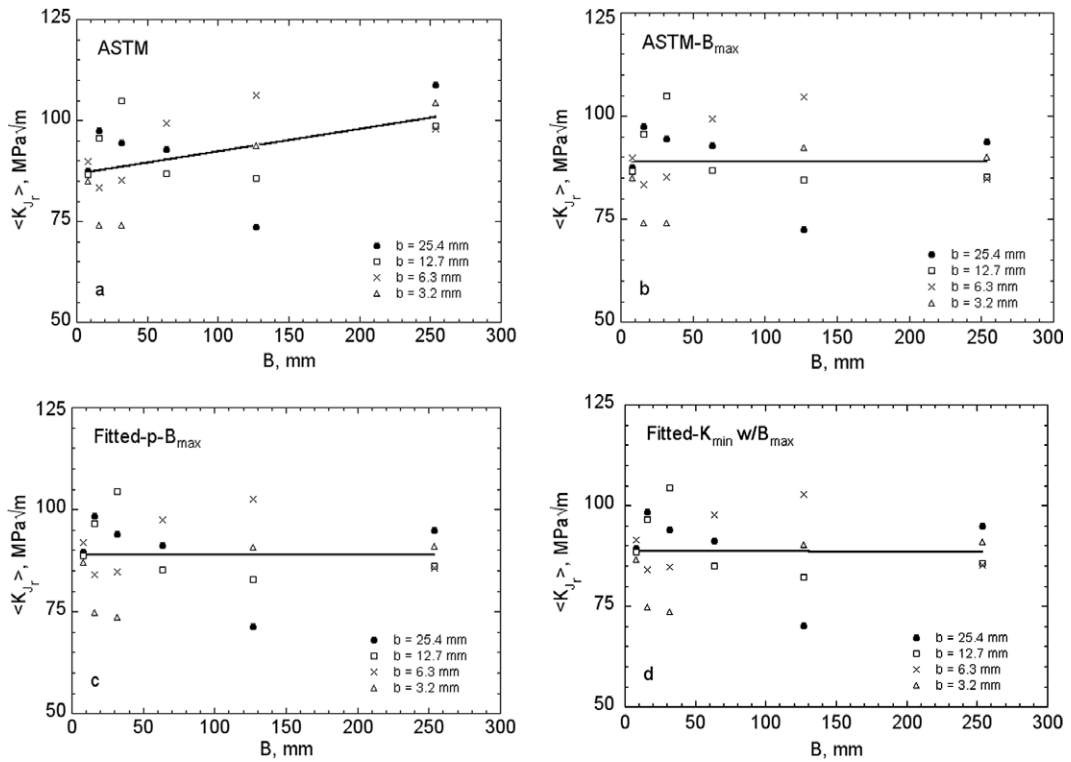 ASTM
125
100
75
50
<K_Jr>, MPa√m
b = 25.4 mm
b = 12.7 mm
b = 6.3 mm
b = 3.2 mm
a
0 50 100 150 200 250 300
B, mm
ASTM-Bmax
125
100
75
50
<K_Jr>, MPa√m
b = 25.4 mm
b = 12.7 mm
b = 6.3 mm
b = 3.2 mm
b
0 50 100 150 200 250 300
B, mm
Fitted-p-Bmax
125
100
75
50
<K_Jr>, MPa√m
b = 25.4 mm
b = 12.7 mm
b = 6.3 mm
b = 3.2 mm
c
0 50 100 150 200 250 300
B, mm
Fitted-Kmin w/Bmax
125
100
75
50
<K_Jr>, MPa√m
b = 25.4 mm
b = 12.7 mm
b = 6.3 mm
b = 3.2 mm
d
0 50 100 150 200 250 300
B, mm